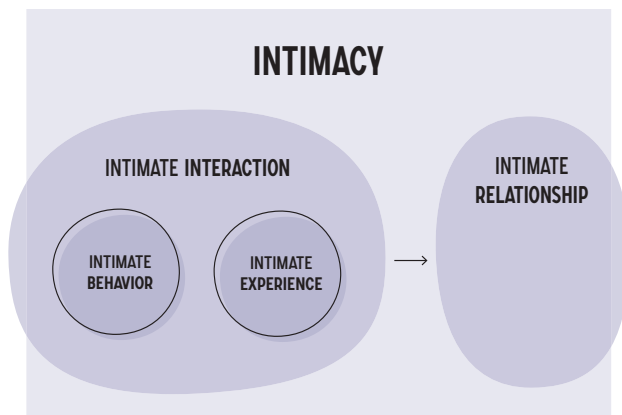 INTIMACY
INTIMATE INTERACTION
INTIMATE
BEHAVIOR
INTIMATE
EXPERIENCE
INTIMATE
RELATIONSHIP